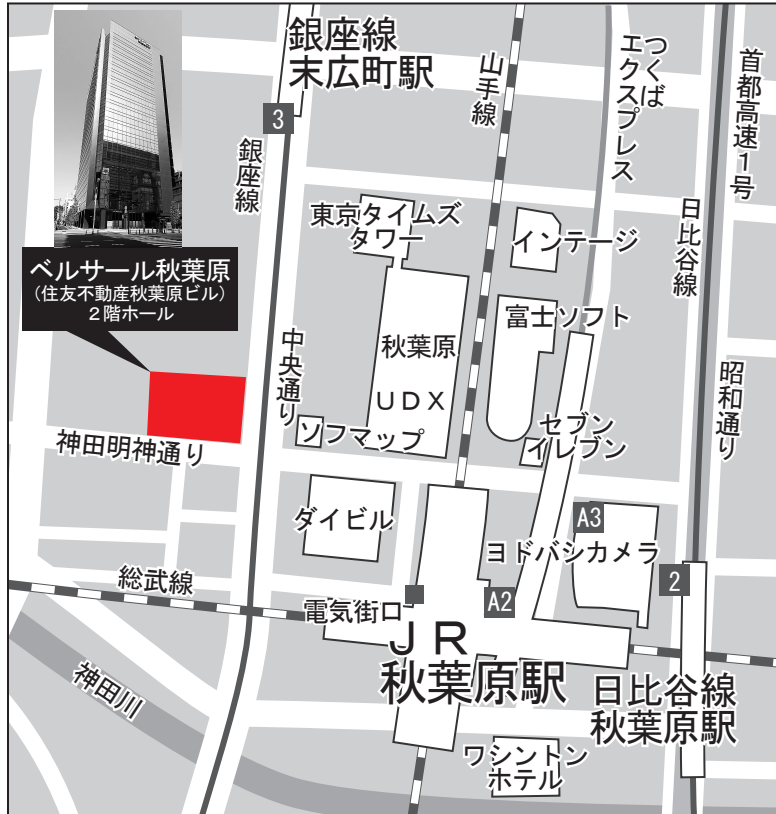 銀座線
末広町駅
山手線
つくば
エクスプレス
首都高速1号
3
銀座線
日比谷線
東京タイムズ
タワー
インテージ
ベルサール秋葉原
（住友不動産秋葉原ビル）
2階ホール
富士ソフト
中央通り
秋葉原
UDX
昭和通り
ソフマップ
セブン
イレブン
神田明神通り
ダイビル
A3
ヨドバシカメラ
総武線
2
A2
電気街口
JR
秋葉原駅
日比谷線
秋葉原駅
神田川
ワシントン
ホテル